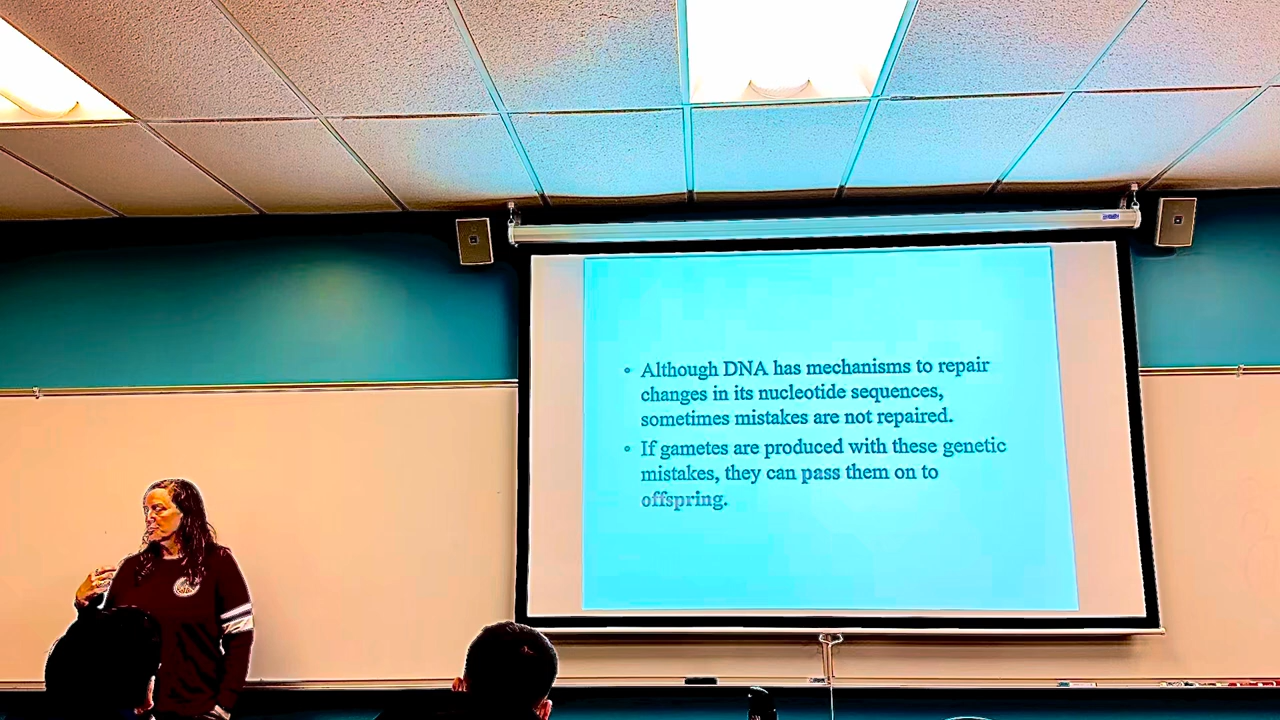 • Although DNA has mechanisms to repair
changes in its nucleotide sequences,
sometimes mistakes are not repaired.
• If gametes are produced with these genetic
mistakes, they can pass them on to
offspring.